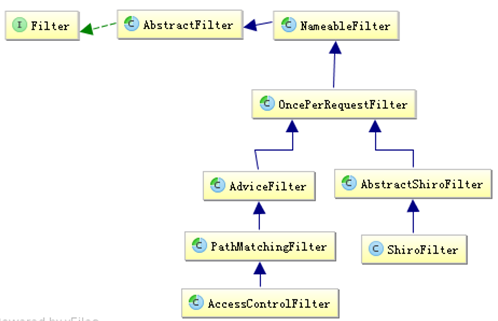 I Filter
C AbstractFilter
C NameableFilter
C OncePerRequestFilter
C AdviceFilter
C AbstractShiroFilter
C PathMatchingFilter
C ShiroFilter
C AccessControlFilter